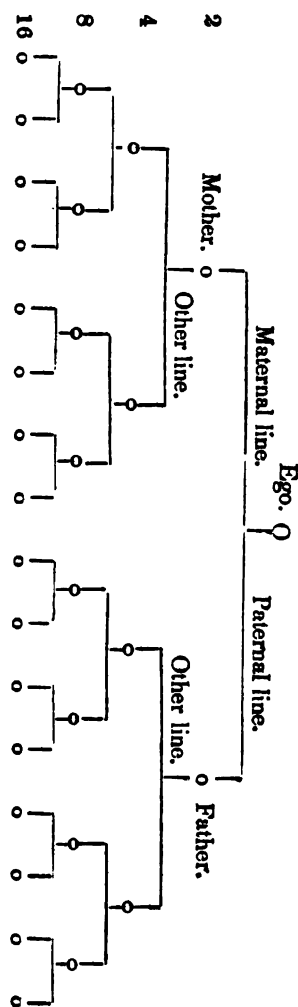 Ego.
Maternal line. Paternal line.
2 Mother. Father.
Other line. Other line.
4
8
16